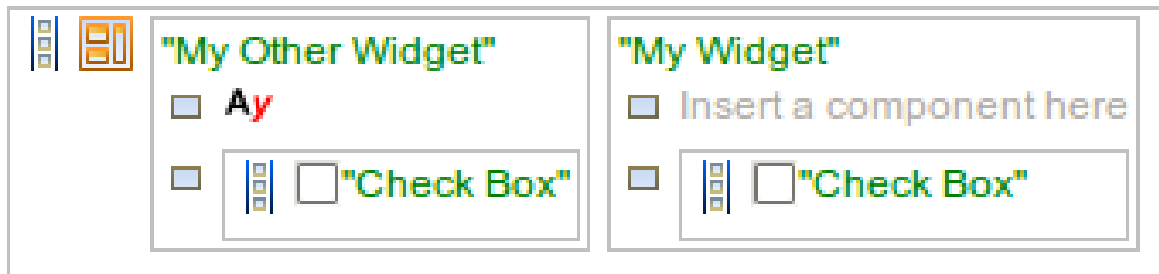 "My Other Widget"
Ay
"Check Box"
"My Widget"
Insert a component here
"Check Box"